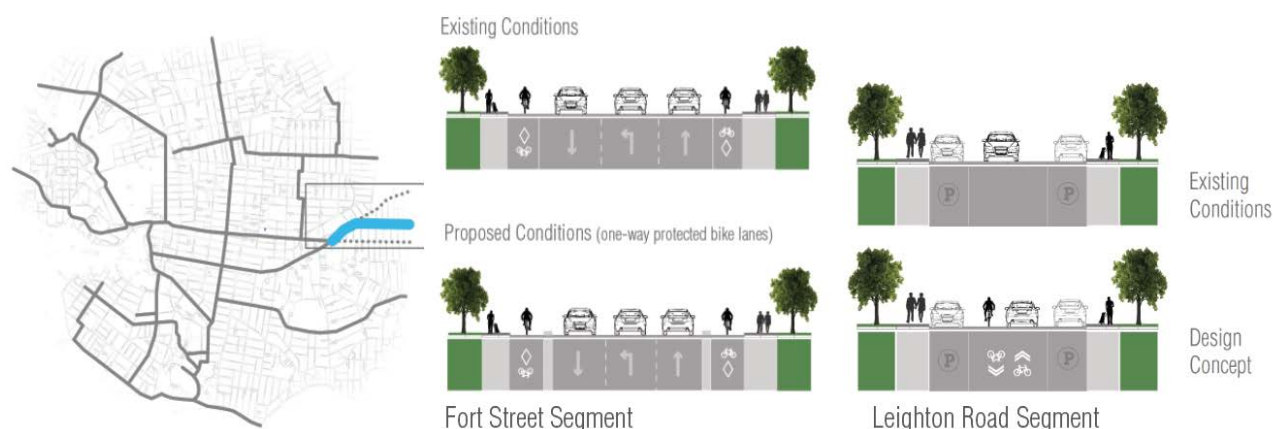 Existing Conditions
Proposed Conditions (one-way protected bike lanes)
Fort Street Segment
P
P
Existing
Conditions
P
P
Design
Concept
Leighton Road Segment